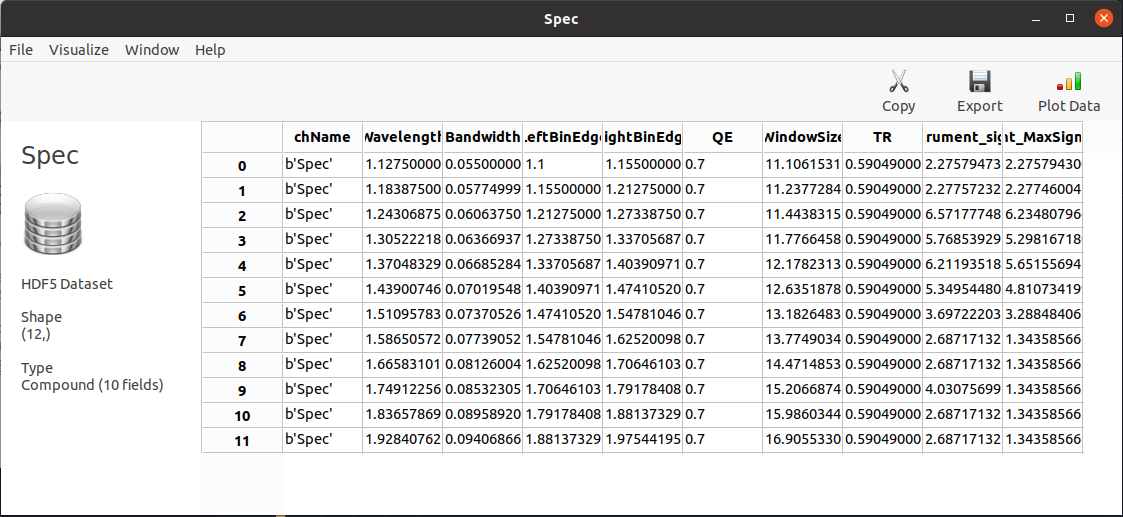 Spec
File Visualize Window Help
Copy Export Plot Data
Spec
HDF5 Dataset
Shape
(12,)
Type
Compound (10 fields)
chName Wavelength Bandwidth LeftBinEdge ightBinEdg QE WindowSize TR rument_sig nt_MaxSign
0 b'Spec' 1.12750000 0.05500000 1.1 1.15500000 0.7 11.1061531 0.59049000 2.27579473 2.27579430
1 b'Spec' 1.18387500 0.05774999 1.15500000 1.21275000 0.7 11.2377284 0.59049000 2.27757232 2.27746004
2 b'Spec' 1.24306875 0.06063750 1.21275000 1.27338750 0.7 11.4438315 0.59049000 6.57177748 6.23480796
3 b'Spec' 1.30522218 0.06366937 1.27338750 1.33705687 0.7 11.7766458 0.59049000 5.76853929 5.29816718
4 b'Spec' 1.37048329 0.06685284 1.33705687 1.40390971 0.7 12.1782313 0.59049000 6.21193518 5.65155694
5 b'Spec' 1.43900746 0.07019548 1.40390971 1.47410520 0.7 12.6351878 0.59049000 5.34954480 4.81073419
6 b'Spec' 1.51095783 0.07370526 1.47410520 1.54781046 0.7 13.1826483 0.59049000 3.69722203 3.28848406
7 b'Spec' 1.58650572 0.07739052 1.54781046 1.62520098 0.7 13.7749034 0.59049000 2.68717132 1.34358566
8 b'Spec' 1.66583101 0.08126004 1.62520098 1.70646103 0.7 14.4714853 0.59049000 2.68717132 1.34358566
9 b'Spec' 1.74912256 0.08532305 1.70646103 1.79178408 0.7 15.2066874 0.59049000 4.03075699 1.34358566
10 b'Spec' 1.83657869 0.08958920 1.79178408 1.88137329 0.7 15.9860344 0.59049000 2.68717132 1.34358566
11 b'Spec' 1.92840762 0.09406866 1.88137329 1.97544195 0.7 16.9055330 0.59049000 2.68717132 1.34358566